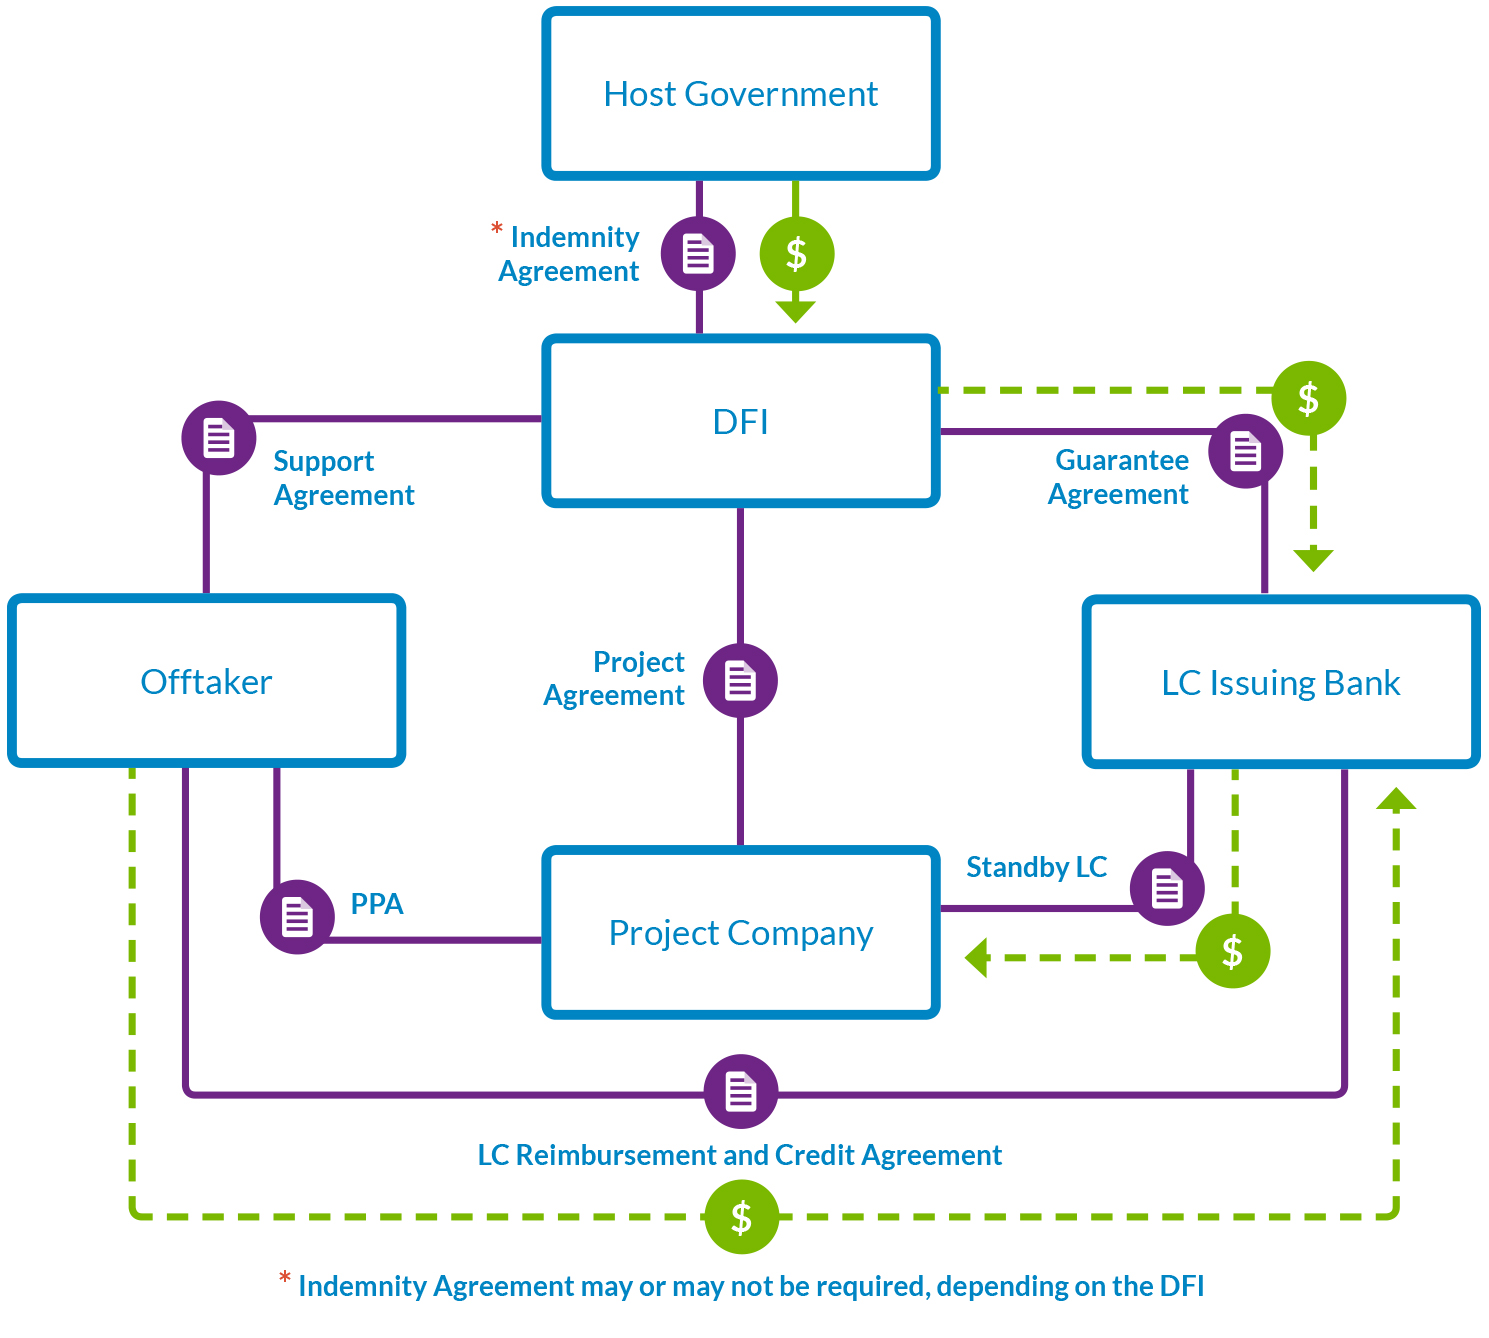 Host Government
* Indemnity
Agreement
$
DFI
$
Support
Agreement
Guarantee
Agreement
Offtaker
Project
Agreement
LC Issuing Bank
PPA
Project Company
Standby LC
$
LC Reimbursement and Credit Agreement
$
* Indemnity Agreement may or may not be required, depending on the DFI